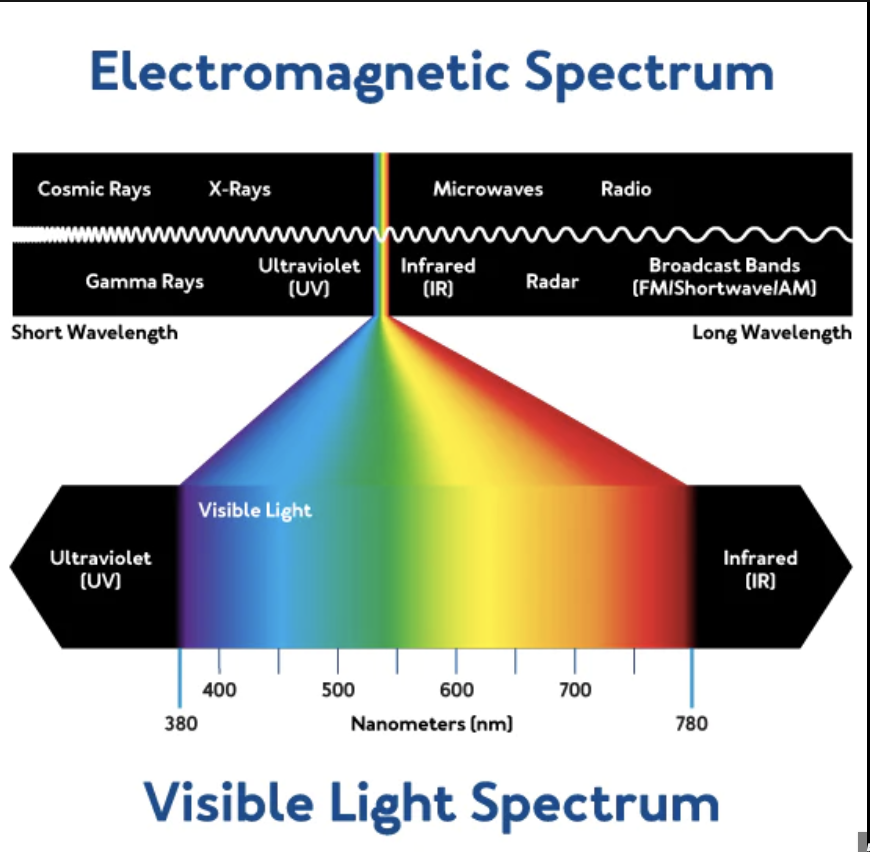 Electromagnetic Spectrum
Cosmic Rays X-Rays Microwaves Radio
Gamma Rays Ultraviolet (UV) Infrared (IR) Radar Broadcast Bands (FM/Shortwave/AM)
Short Wavelength Long Wavelength
Visible Light
Ultraviolet (UV) Infrared (IR)
400 500 600 700
380 Nanometers (nm) 780
Visible Light Spectrum